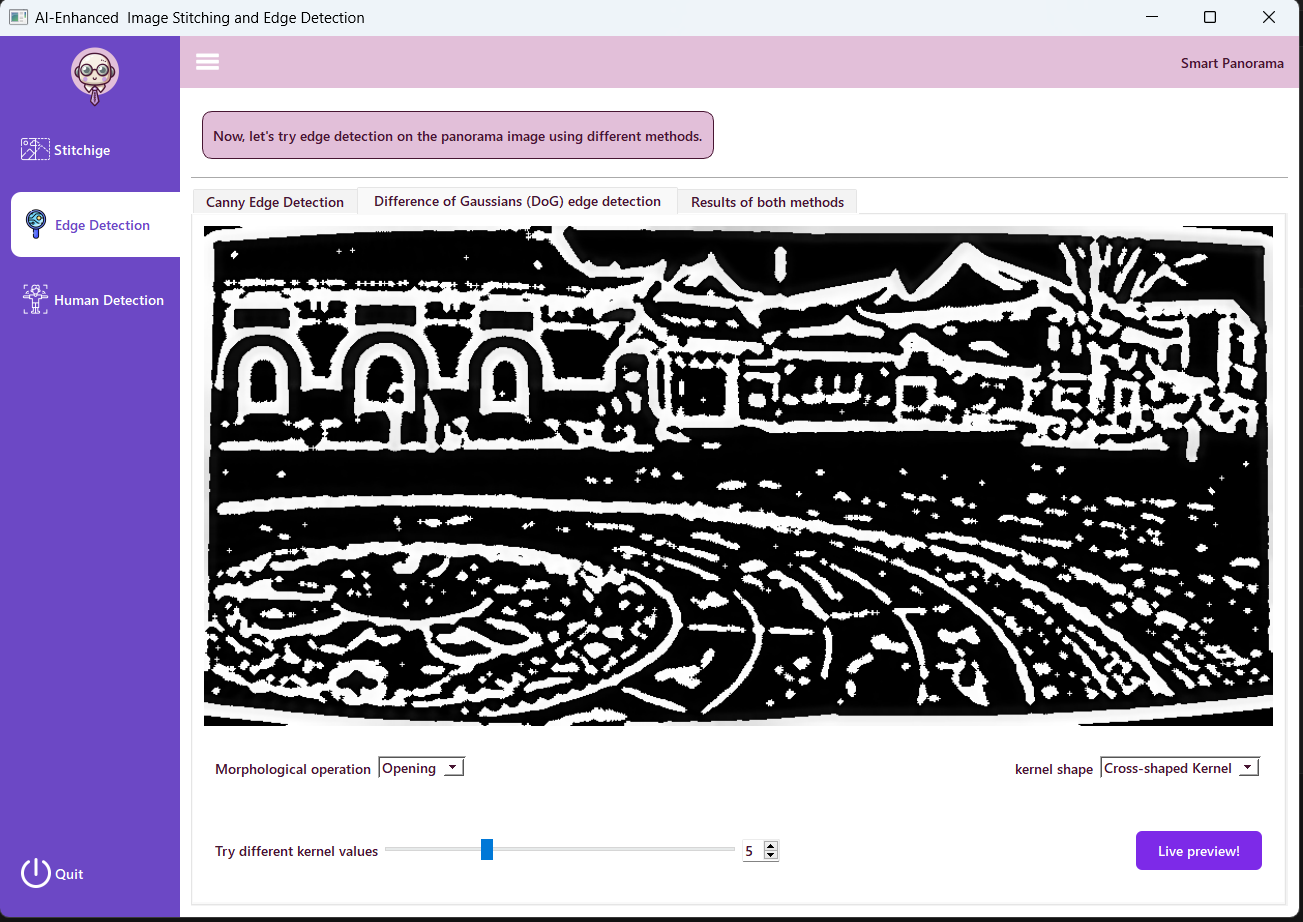 AI-Enhanced  Image Stitching and Edge Detection
Smart Panorama
Stitchige
Edge Detection
Human Detection
Quit
Now, let's try edge detection on the panorama image using different methods.
Canny Edge Detection
Difference of Gaussians (DoG) edge detection
Results of both methods
Morphological operation
Opening
kernel shape
Cross-shaped Kernel
Try different kernel values
5
Live preview!